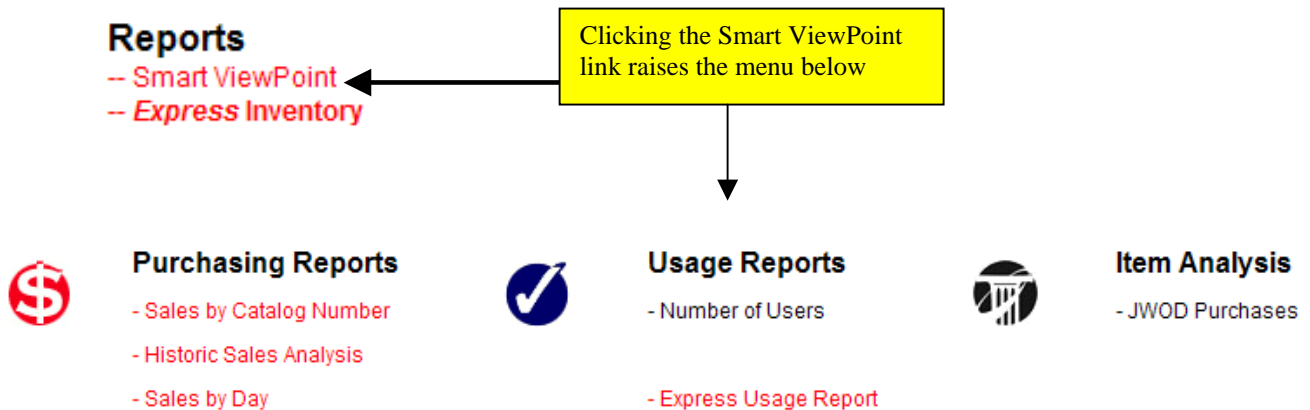 Reports
-- Smart ViewPoint
-- Express Inventory
Clicking the Smart ViewPoint
link raises the menu below
Purchasing Reports
- Sales by Catalog Number
- Historic Sales Analysis
- Sales by Day
Usage Reports
- Number of Users
- Express Usage Report
Item Analysis
- JWOD Purchases